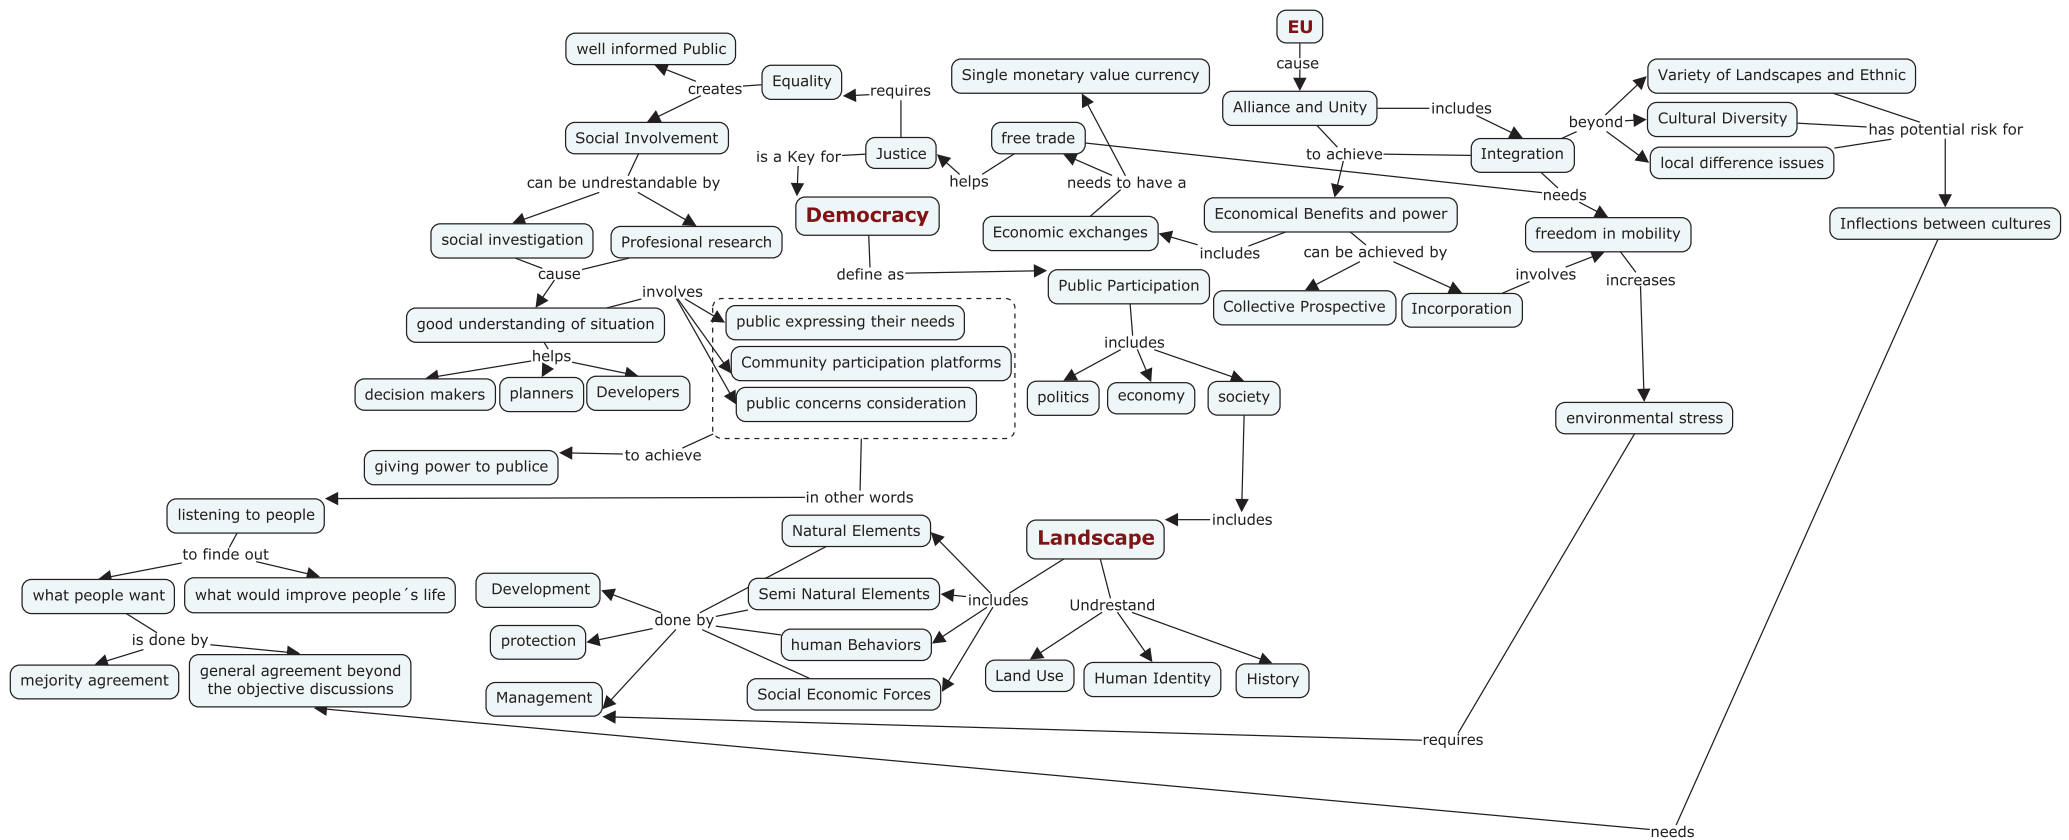 EU
cause
well informed Public
Equality
creates
requires
Single monetary value currency
Variety of Landscapes and Ethnic
Alliance and Unity
includes
beyond
Cultural Diversity
has potential risk for
Social Involvement
free trade
is a Key for
Justice
to achieve
Integration
local difference issues
can be undrestandable by
helps
needs to have a
needs
Democracy
Economical Benefits and power
Inflections between cultures
social investigation
Profesional research
Economic exchanges
freedom in mobility
includes
can be achieved by
cause
define as
involves
increases
involves
Public Participation
Collective Prospective
Incorporation
good understanding of situation
public expressing their needs
helps
includes
Community participation platforms
decision makers
planners
Developers
public concerns consideration
politics
economy
society
environmental stress
to achieve
giving power to publice
in other words
listening to people
Natural Elements
includes
Landscape
to finde out
what people want
what would improve people´s life
Development
Semi Natural Elements
includes
Undrestand
done by
is done by
protection
human Behaviors
mejority agreement
general agreement beyond
the objective discussions
Land Use
Human Identity
History
Management
Social Economic Forces
requires
needs